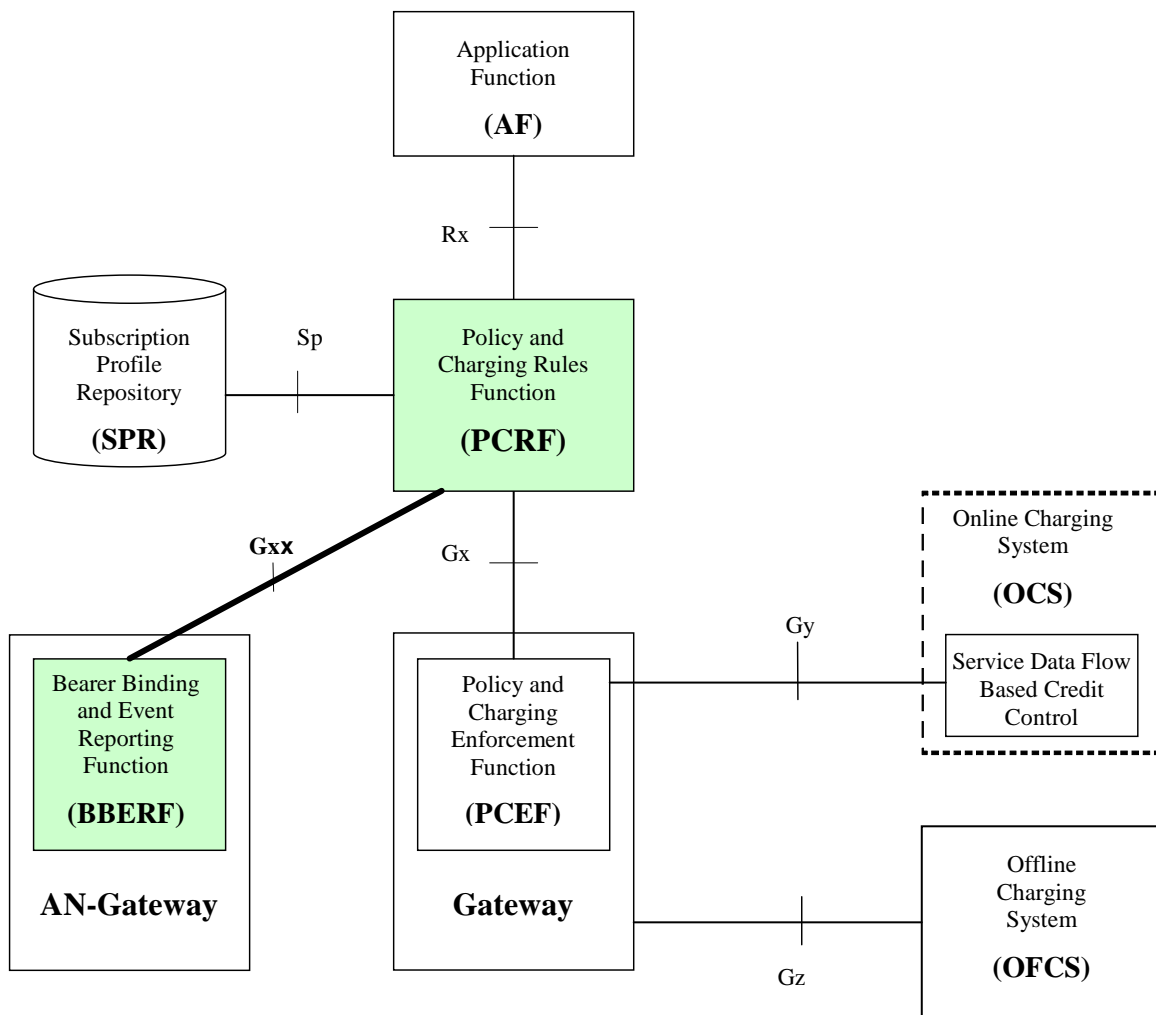 Application
Function
(AF)
Rx
Subscription
Profile
Repository
(SPR)
Sp
Policy and
Charging Rules
Function
(PCRF)
Gxx
Gx
Online Charging
System
(OCS)
Service Data Flow
Based Credit
Control
Gy
Bearer Binding
and Event
Reporting
Function
(BBERF)
AN-Gateway
Policy and
Charging
Enforcement
Function
(PCEF)
Gateway
Gz
Offline
Charging
System
(OFCS)